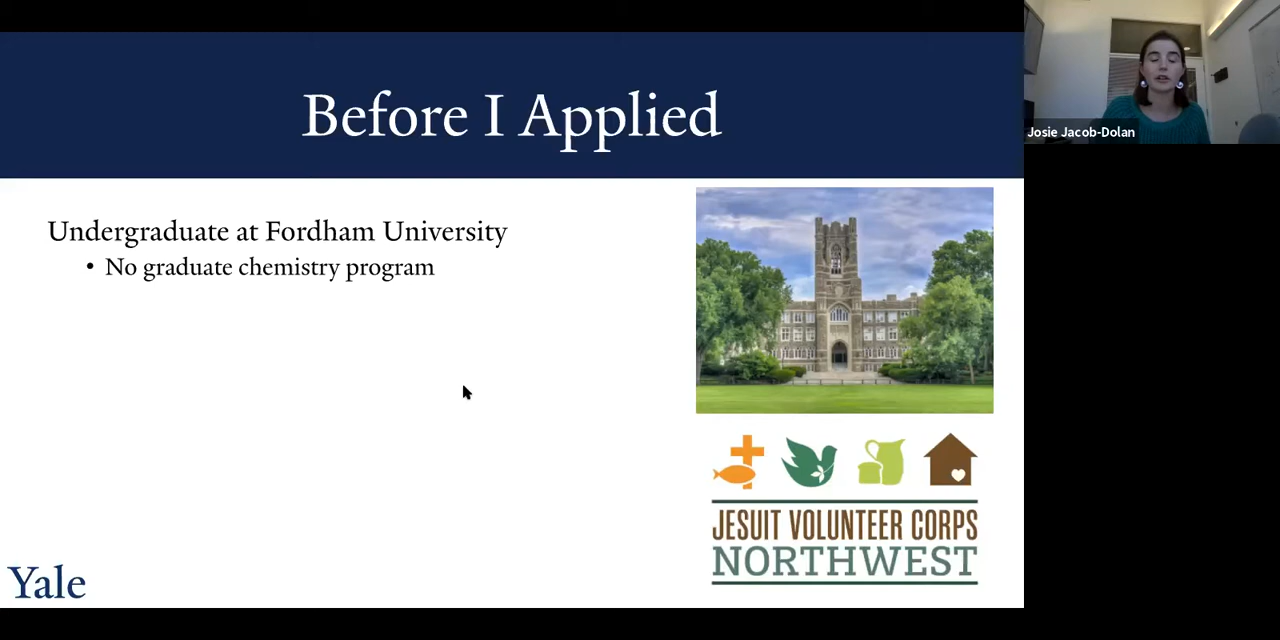 Before I Applied
Josie Jacob-Dolan
Undergraduate at Fordham University
• No graduate chemistry program
JESUIT VOLUNTEER CORPS
NORTHWEST
Yale